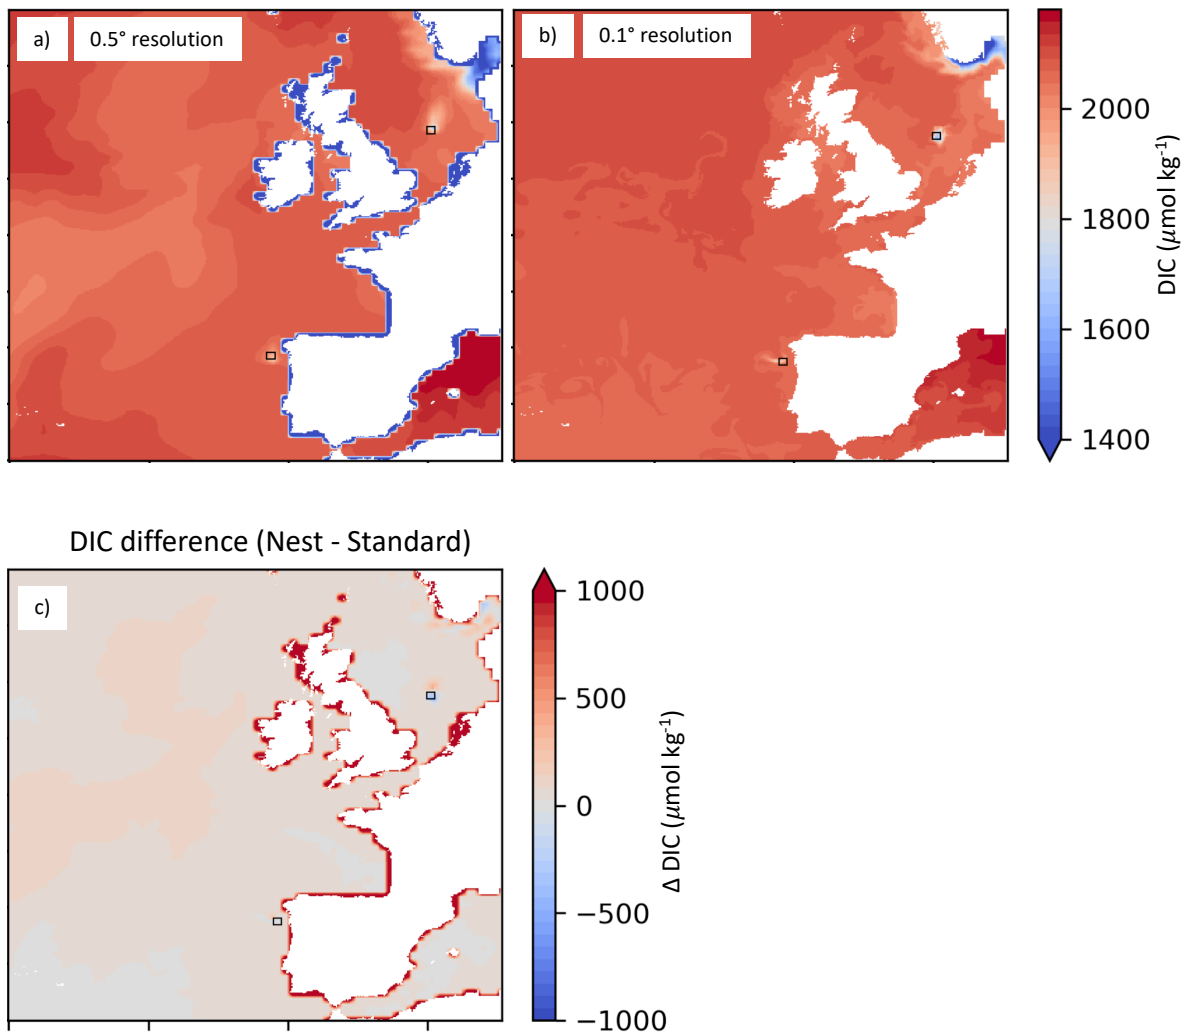 a) 0.5° resolution
b) 0.1° resolution
2000
1800
1600
1400
DIC (μmol kg⁻¹)
DIC difference (Nest - Standard)
c)
1000
500
0
−500
−1000
Δ DIC (μmol kg⁻¹)